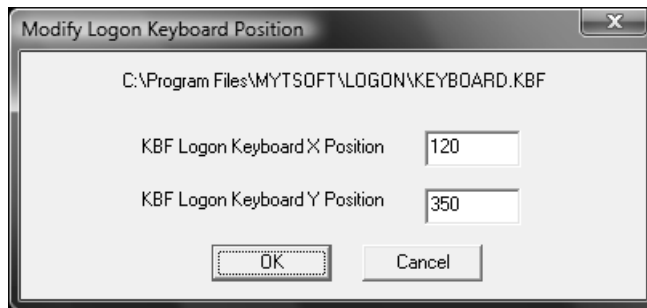 Modify Logon Keyboard Position
C:\Program Files\MYTSOFT\LOGON\KEYBOARD.KBF
KBF Logon Keyboard X Position 120
KBF Logon Keyboard Y Position 350
OK Cancel